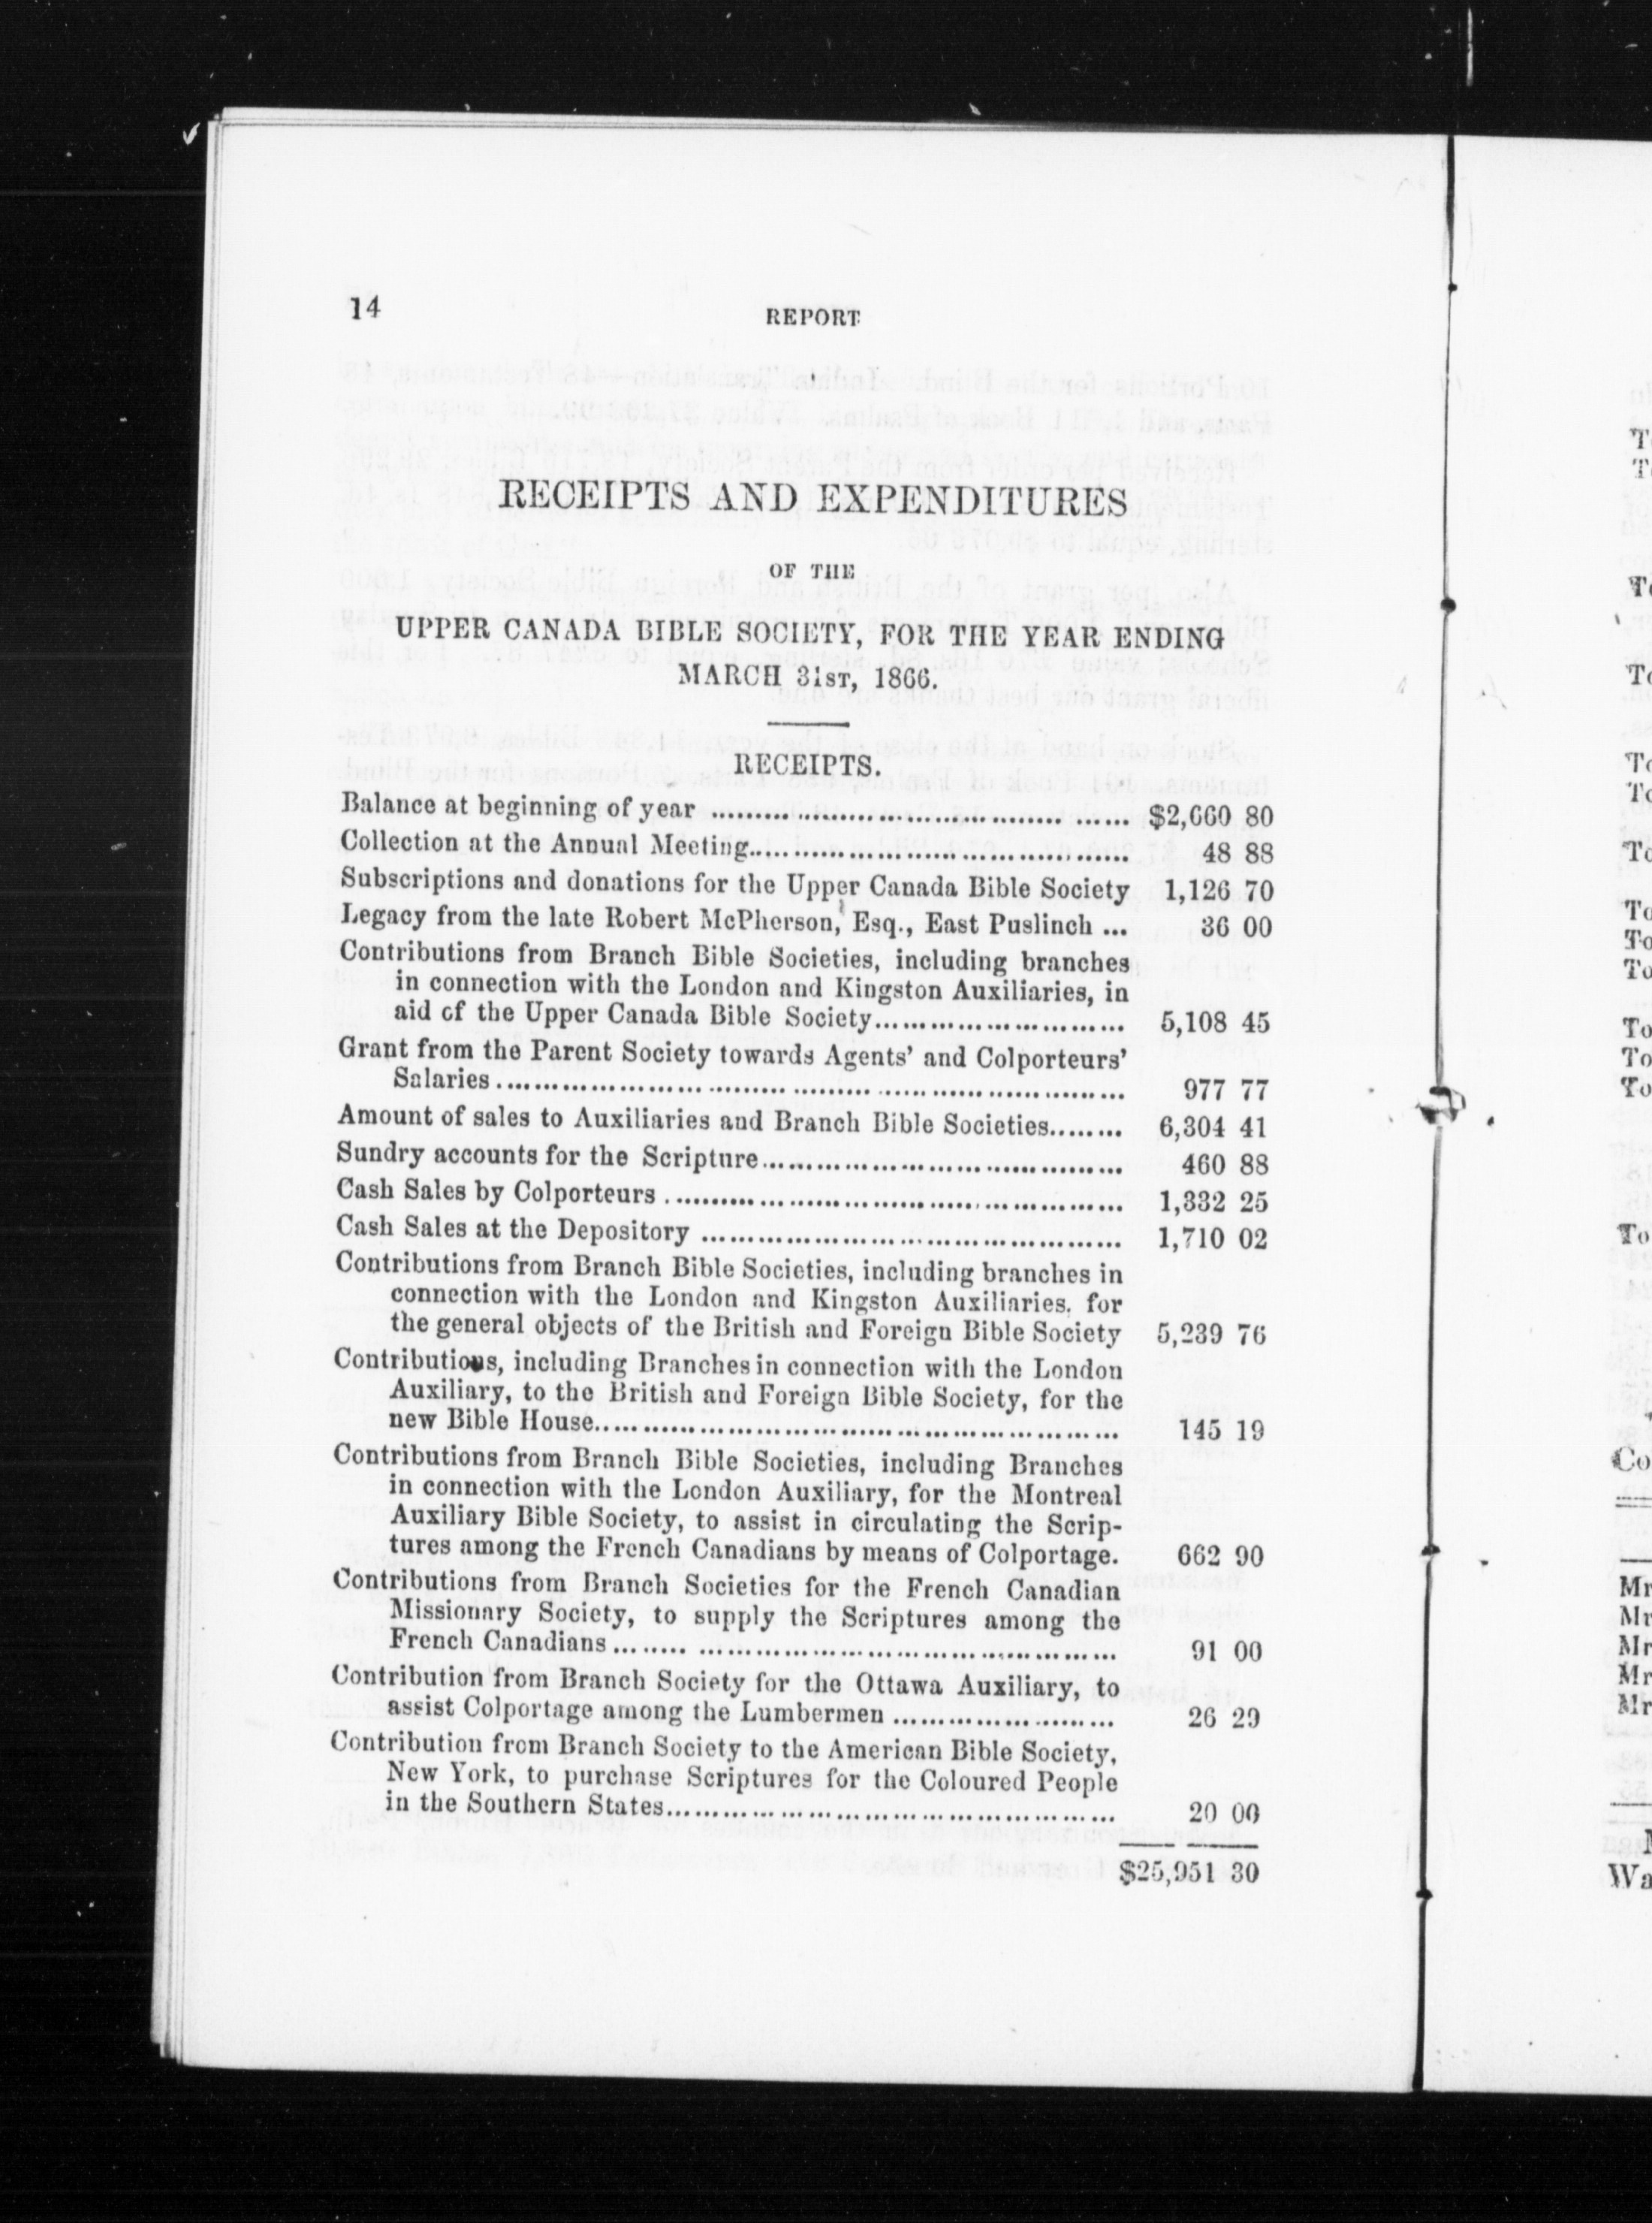 14
REPORT
RECEIPTS AND EXPENDITURES
OF THE
UPPER CANADA BIBLE SOCIETY, FOR THE YEAR ENDING
MARCH 31ST, 1866.
RECEIPTS.
Balance at beginning of year .................................................. $2,660 80
Collection at the Annual Meeting............................................ 48 88
Subscriptions and donations for the Upper Canada Bible Society 1,126 70
Legacy from the late Robert McPherson, Esq., East Puslinch ... 36 00
Contributions from Branch Bible Societies, including branches
in connection with the London and Kingston Auxiliaries, in
aid of the Upper Canada Bible Society........................... 5,108 45
Grant from the Parent Society towards Agents' and Colporteurs'
Salaries.................................................................... 977 77
Amount of sales to Auxiliaries and Branch Bible Societies........ 6,304 41
Sundry accounts for the Scripture....................................... 460 88
Cash Sales by Colporteurs .................................................. 1,332 25
Cash Sales at the Depository .............................................. 1,710 02
Contributions from Branch Bible Societies, including branches in
connection with the London and Kingston Auxiliaries, for
the general objects of the British and Foreign Bible Society 5,239 76
Contributions, including Branches in connection with the London
Auxiliary, to the British and Foreign Bible Society, for the
new Bible House........................................................ 145 19
Contributions from Branch Bible Societies, including Branches
in connection with the London Auxiliary, for the Montreal
Auxiliary Bible Society, to assist in circulating the Scrip-
tures among the French Canadians by means of Colportage. 662 90
Contributions from Branch Societies for the French Canadian
Missionary Society, to supply the Scriptures among the
French Canadians ...................................................... 91 00
Contribution from Branch Society for the Ottawa Auxiliary, to
assist Colportage among the Lumbermen ........................ 26 29
Contribution from Branch Society to the American Bible Society,
New York, to purchase Scriptures for the Coloured People
in the Southern States................................................ 20 00
$25,951 30